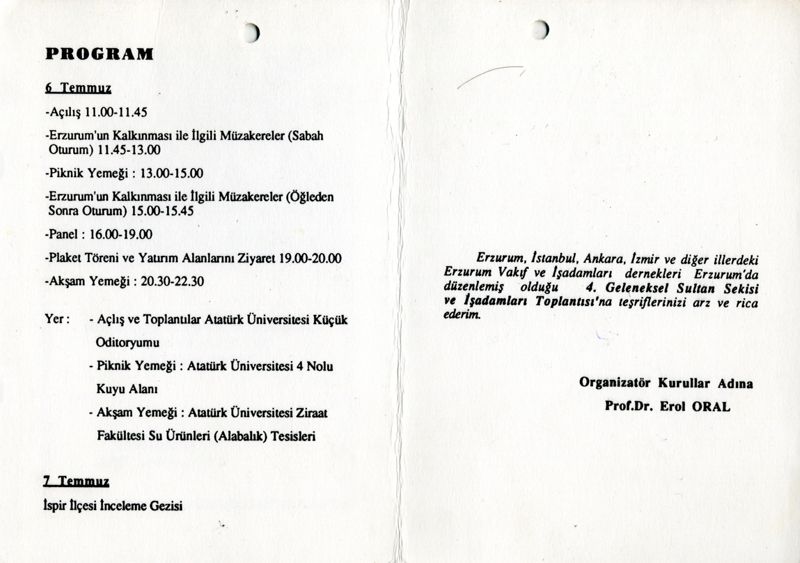 PROGRAM
6 Temmuz
-Açılış 11.00-11.45
-Erzurum'un Kalkınması ile İlgili Müzakereler (Sabah
Oturum) 11.45-13.00
-Piknik Yemeği : 13.00-15.00
-Erzurum'un Kalkınması ile İlgili Müzakereler (Öğleden
Sonra Oturum) 15.00-15.45
-Panel : 16.00-19.00
-Plaket Töreni ve Yatırım Alanlarını Ziyaret 19.00-20.00
-Akşam Yemeği : 20.30-22.30
Yer : - Açlış ve Toplantılar Atatürk Üniversitesi Küçük
Oditoryumu
- Piknik Yemeği : Atatürk Üniversitesi 4 Nolu
Kuyu Alanı
- Akşam Yemeği : Atatürk Üniversitesi Ziraat
Fakültesi Su Ürünleri (Alabalık) Tesisleri
7 Temmuz
İspir İlçesi İnceleme Gezisi
Erzurum, İstanbul, Ankara, İzmir ve diğer illerdeki
Erzurum Vakıf ve İşadamları dernekleri Erzurum'da
düzenlemiş olduğu 4. Geleneksel Sultan Sekisi
ve İşadamları Toplantısı'na teşriflerinizi arz ve rica
ederim.
Organizatör Kurullar Adına
Prof.Dr. Erol ORAL